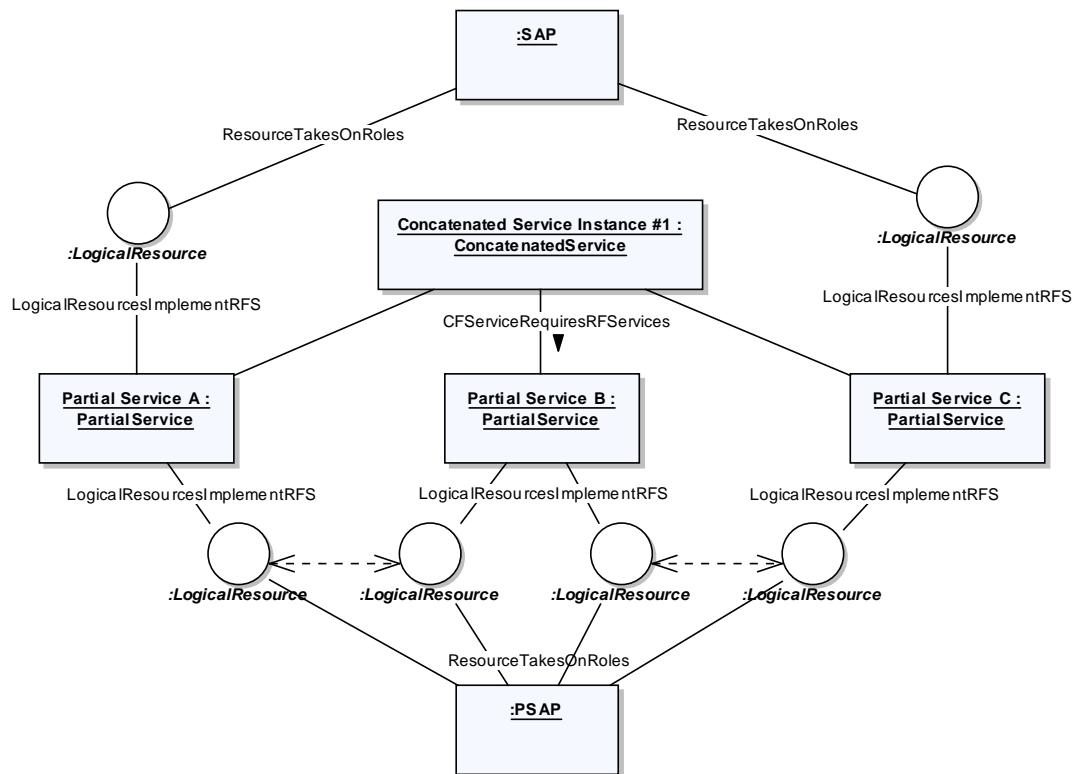 :SAP
ResourceTakesOnRoles
ResourceTakesOnRoles
:LogicalResource
Concatenated Service Instance #1 :
ConcatenatedService
:LogicalResource
LogicalResourcesImplementRFS
CFServiceRequiresRFServices
LogicalResourcesImplementRFS
Partial Service A :
PartialService
Partial Service B :
PartialService
Partial Service C :
PartialService
LogicalResourcesImplementRFS
LogicalResourcesImplementRFS
LogicalResourcesImplementRFS
:LogicalResource
:LogicalResource
:LogicalResource
:LogicalResource
ResourceTakesOnRoles
:PSAP